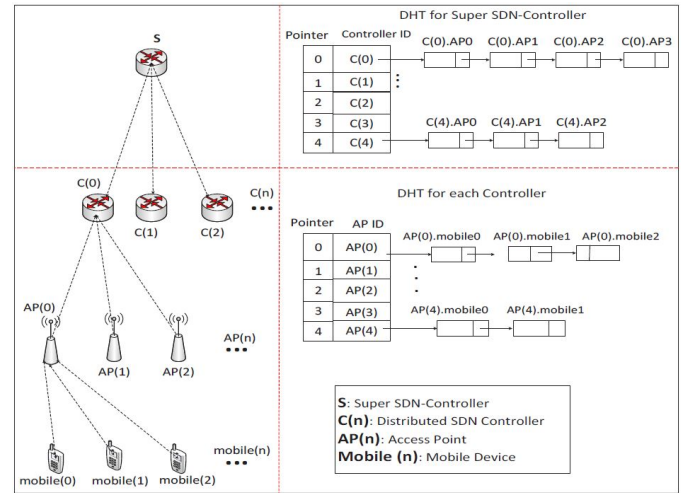 S
C(0)
C(n)
C(1)
C(2)
AP(0)
AP(n)
AP(1)
AP(2)
mobile(n)
mobile(0)
mobile(1)
mobile(2)
DHT for Super SDN-Controller
Pointer
Controller ID
C(0).AP0
C(0).AP1
C(0).AP2
C(0).AP3
0
C(0)
1
C(1)
2
C(2)
3
C(3)
4
C(4)
C(4).AP0
C(4).AP1
C(4).AP2
DHT for each Controller
Pointer
AP ID
AP(0).mobile0
AP(0).mobile1
AP(0).mobile2
0
AP(0)
1
AP(1)
2
AP(2)
3
AP(3)
4
AP(4)
AP(4).mobile0
AP(4).mobile1
S: Super SDN-Controller
C(n): Distributed SDN Controller
AP(n): Access Point
Mobile (n): Mobile Device